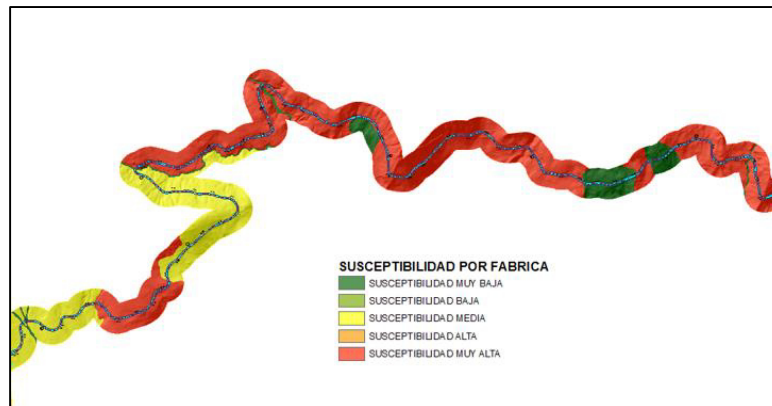 SUSCEPTIBILIDAD POR FABRICA
SUSCEPTIBILIDAD MUY BAJA
SUSCEPTIBILIDAD BAJA
SUSCEPTIBILIDAD MEDIA
SUSCEPTIBILIDAD ALTA
SUSCEPTIBILIDAD MUY ALTA